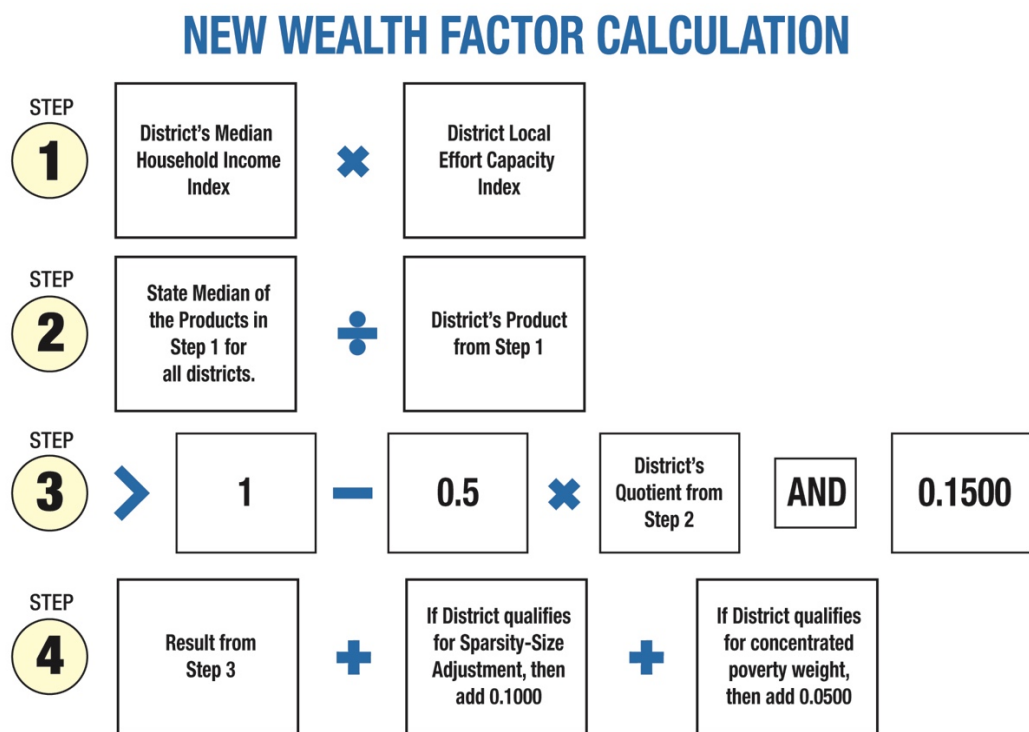 NEW WEALTH FACTOR CALCULATION
STEP
1
District's Median
Household Income
Index
×
District Local
Effort Capacity
Index
STEP
2
State Median of
the Products in
Step 1 for
all districts.
÷
District's Product
from Step 1
STEP
3
>
1
−
0.5
×
District's
Quotient from
Step 2
AND
0.1500
STEP
4
Result from
Step 3
+
If District qualifies
for Sparsity-Size
Adjustment, then
add 0.1000
+
If District qualifies
for concentrated
poverty weight,
then add 0.0500